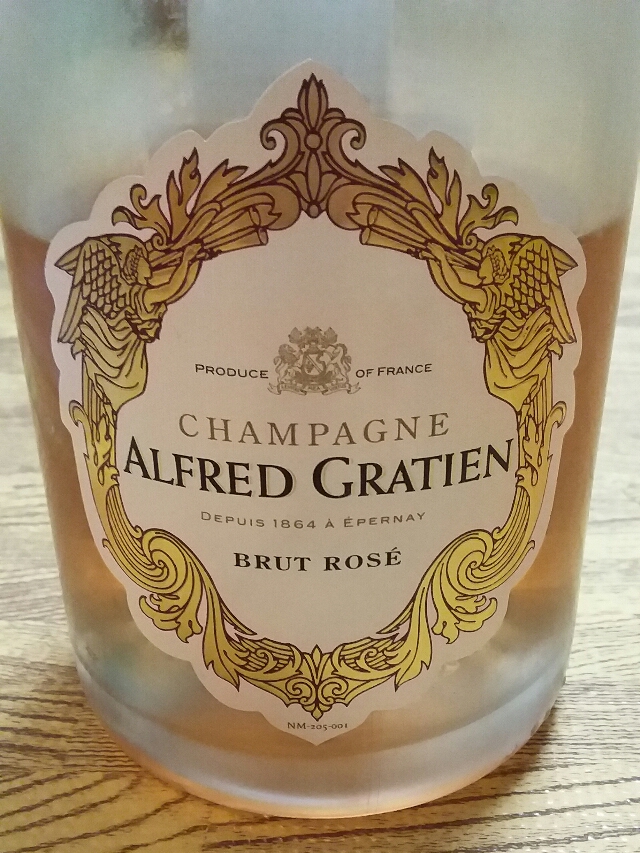 PRODUCE OF FRANCE
CHAMPAGNE
ALFRED GRATIEN
DEPUIS 1864 À ÉPERNAY
BRUT ROSÉ
NM-205-001